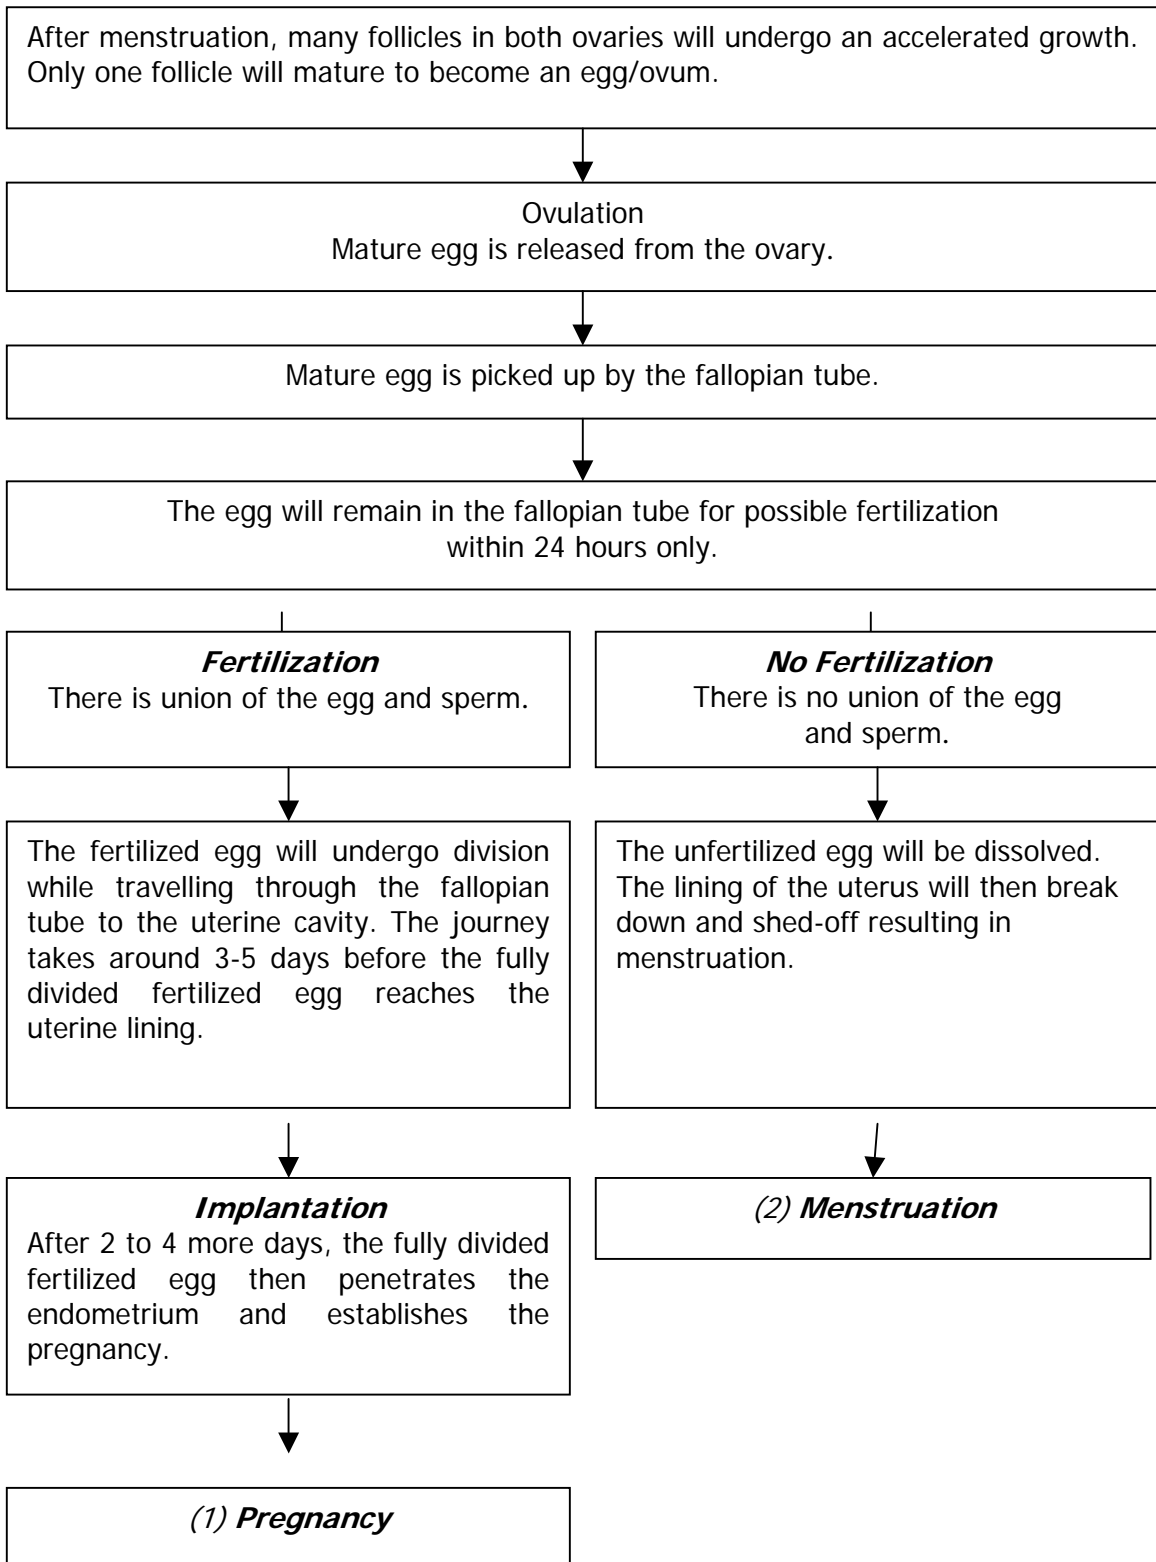 After menstruation, many follicles in both ovaries will undergo an accelerated growth.
Only one follicle will mature to become an egg/ovum.
Ovulation
Mature egg is released from the ovary.
Mature egg is picked up by the fallopian tube.
The egg will remain in the fallopian tube for possible fertilization
within 24 hours only.
Fertilization
There is union of the egg and sperm.
No Fertilization
There is no union of the egg
and sperm.
The fertilized egg will undergo division
while travelling through the fallopian
tube to the uterine cavity. The journey
takes around 3-5 days before the fully
divided fertilized egg reaches the
uterine lining.
The unfertilized egg will be dissolved.
The lining of the uterus will then break
down and shed-off resulting in
menstruation.
Implantation
After 2 to 4 more days, the fully divided
fertilized egg then penetrates the
endometrium and establishes the
pregnancy.
(2) Menstruation
(1) Pregnancy